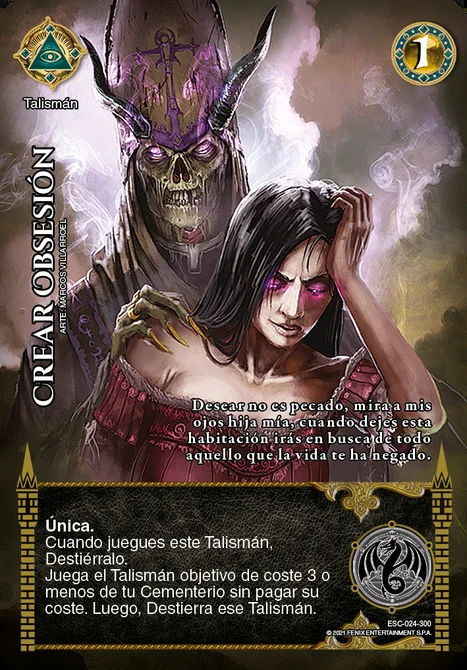 1
Talismán
CREAR OBSESIÓN
ARTE: MARCOS VILLARROEL
Desear no es pecado, mira a mis
ojos hija mía, cuando dejes esta
habitación irás en busca de todo
aquello que la vida te ha negado.
Única.
Cuando juegues este Talismán,
Destiérralo.
Juega el Talismán objetivo de coste 3 o
menos de tu Cementerio sin pagar su
coste. Luego, Destierra ese Talismán.
ESC-024-300
© 2021 FENIX ENTERTAINMENT S.P.A.